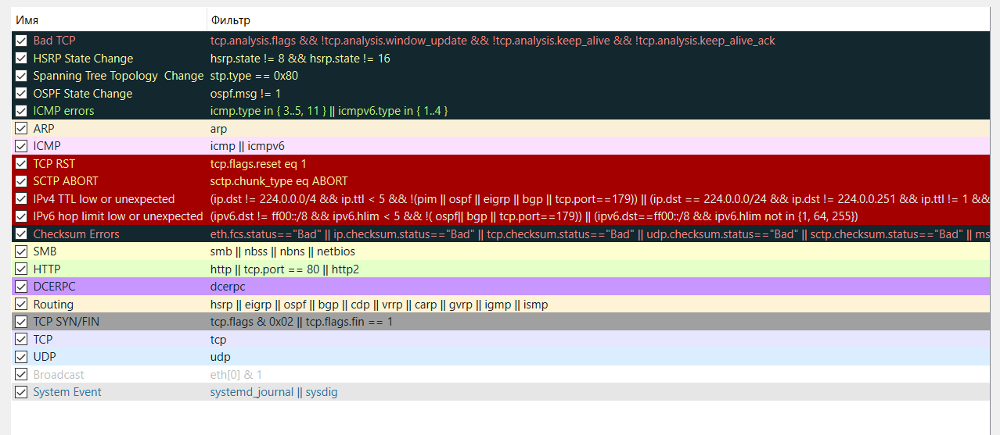 Имя Фильтр
Bad TCP tcp.analysis.flags && !tcp.analysis.window_update && !tcp.analysis.keep_alive && !tcp.analysis.keep_alive_ack
HSRP State Change hsrp.state != 8 && hsrp.state != 16
Spanning Tree Topology  Change stp.type == 0x80
OSPF State Change ospf.msg != 1
ICMP errors icmp.type in { 3..5, 11 } || icmpv6.type in { 1..4 }
ARP arp
ICMP icmp || icmpv6
TCP RST tcp.flags.reset eq 1
SCTP ABORT sctp.chunk_type eq ABORT
IPv4 TTL low or unexpected (ip.dst != 224.0.0.0/4 && ip.ttl < 5 && !(pim || ospf || eigrp || bgp || tcp.port==179)) || (ip.dst == 224.0.0.0/24 && ip.dst != 224.0.0.251 && ip.ttl != 1 &&
IPv6 hop limit low or unexpected (ipv6.dst != ff00::/8 && ipv6.hlim < 5 && !( ospf|| bgp || tcp.port==179)) || (ipv6.dst==ff00::/8 && ipv6.hlim not in {1, 64, 255})
Checksum Errors eth.fcs.status=="Bad" || ip.checksum.status=="Bad" || tcp.checksum.status=="Bad" || udp.checksum.status=="Bad" || sctp.checksum.status=="Bad" || ms
SMB smb || nbss || nbns || netbios
HTTP http || tcp.port == 80 || http2
DCERPC dcerpc
Routing hsrp || eigrp || ospf || bgp || cdp || vrrp || carp || gvrp || igmp || ismp
TCP SYN/FIN tcp.flags & 0x02 || tcp.flags.fin == 1
TCP tcp
UDP udp
Broadcast eth[0] & 1
System Event systemd_journal || sysdig